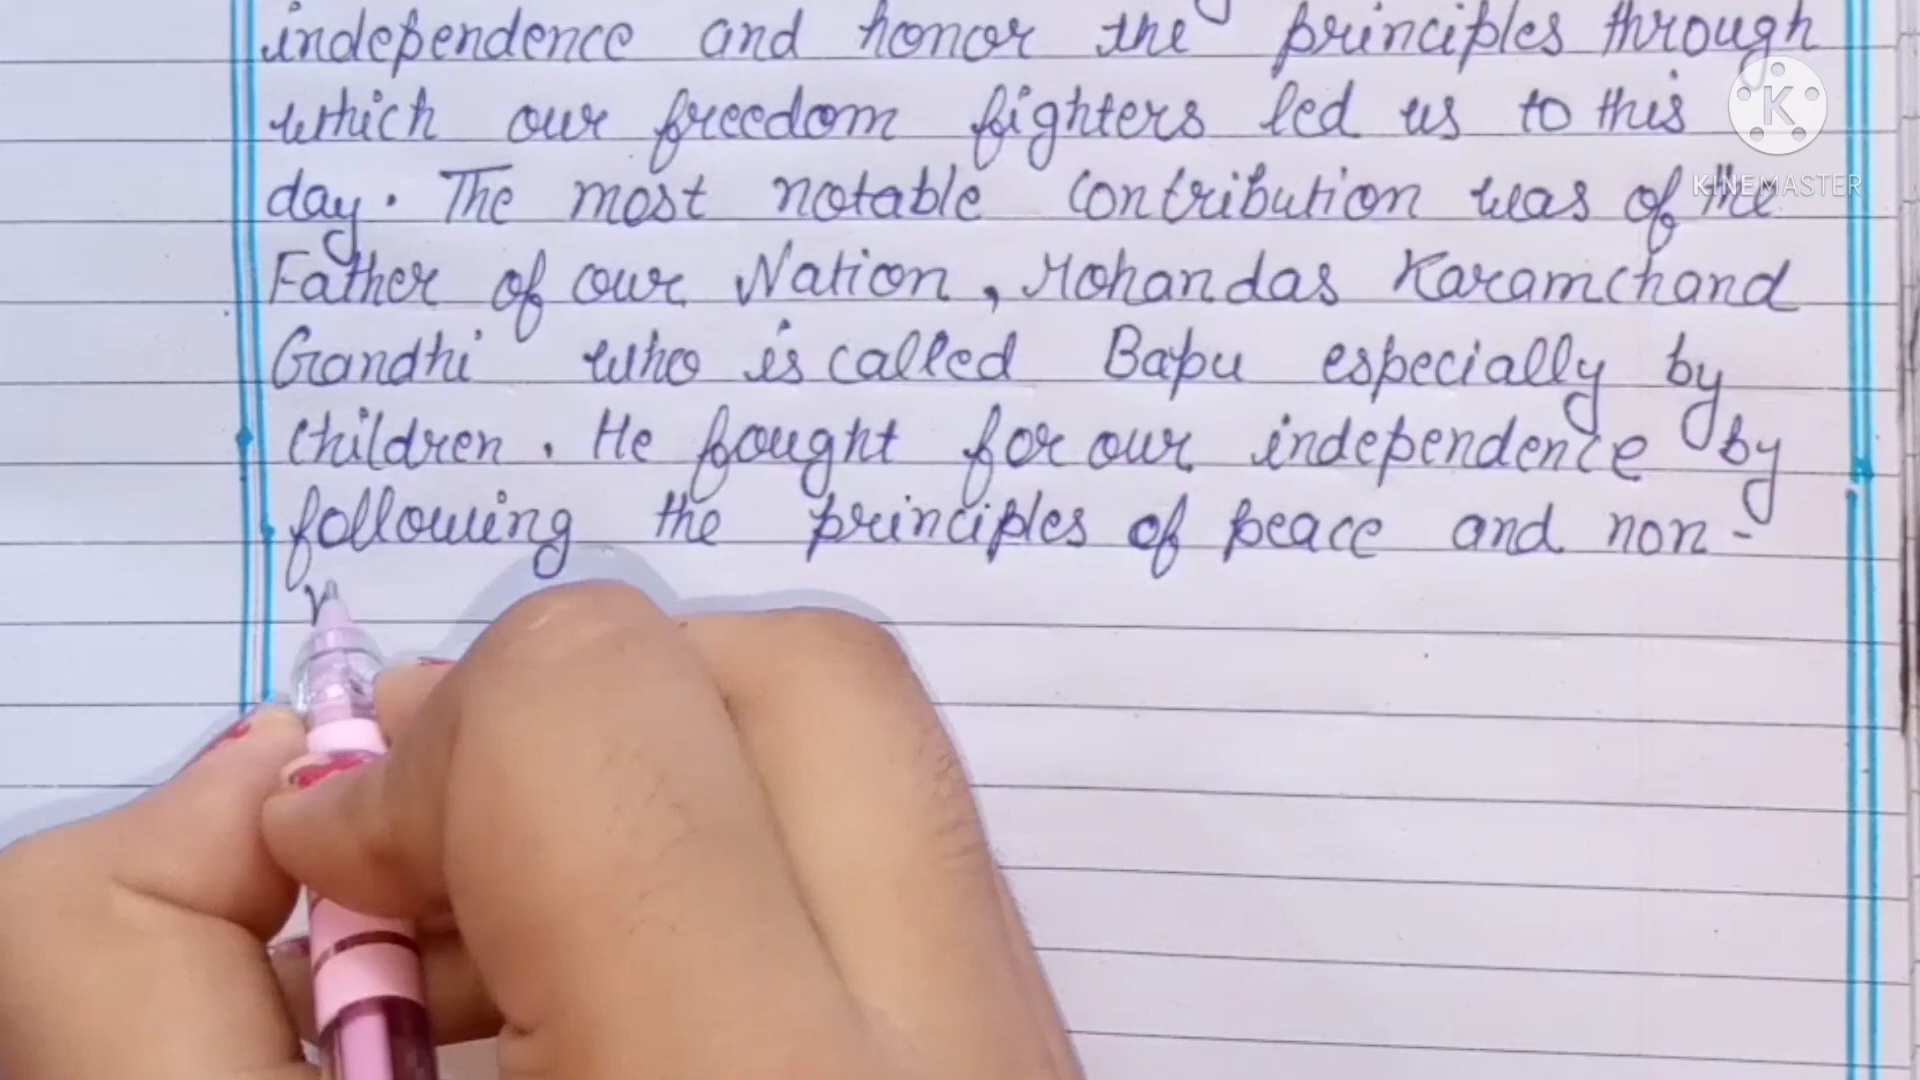 independence and honor the principles through
which our freedom fighters led us to this
day. The most notable contribution was of the
Father of our Nation, Mohandas Karamchand
Gandhi who is called Bapu especially by
children. He fought for our independence by
following the principles of peace and non-
v
K
KINEMASTER